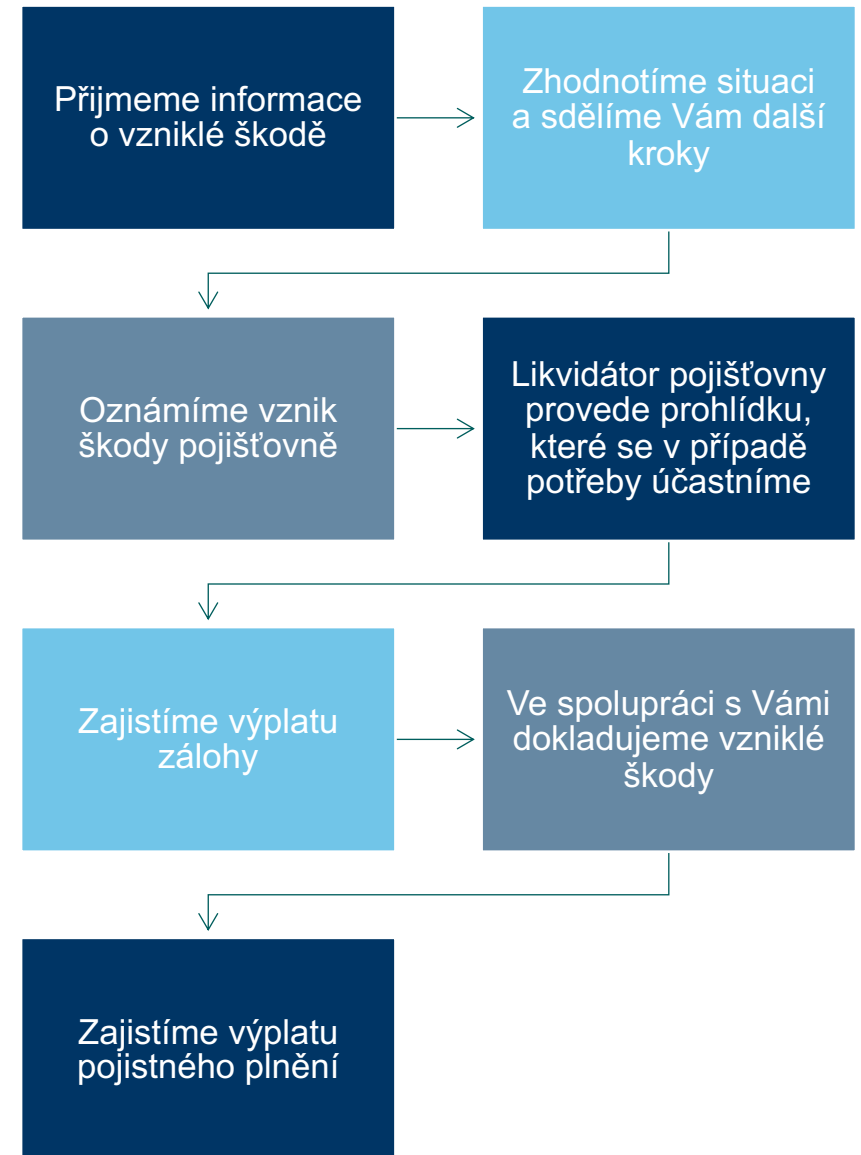 Přijmeme informace
o vzniklé škodě
Zhodnotíme situaci
a sdělíme Vám další
kroky
Oznámíme vznik
škody pojišťovně
Likvidátor pojišťovny
provede prohlídku,
které se v případě
potřeby účastníme
Zajistíme výplatu
zálohy
Ve spolupráci s Vámi
dokladujeme vzniklé
škody
Zajistíme výplatu
pojistného plnění